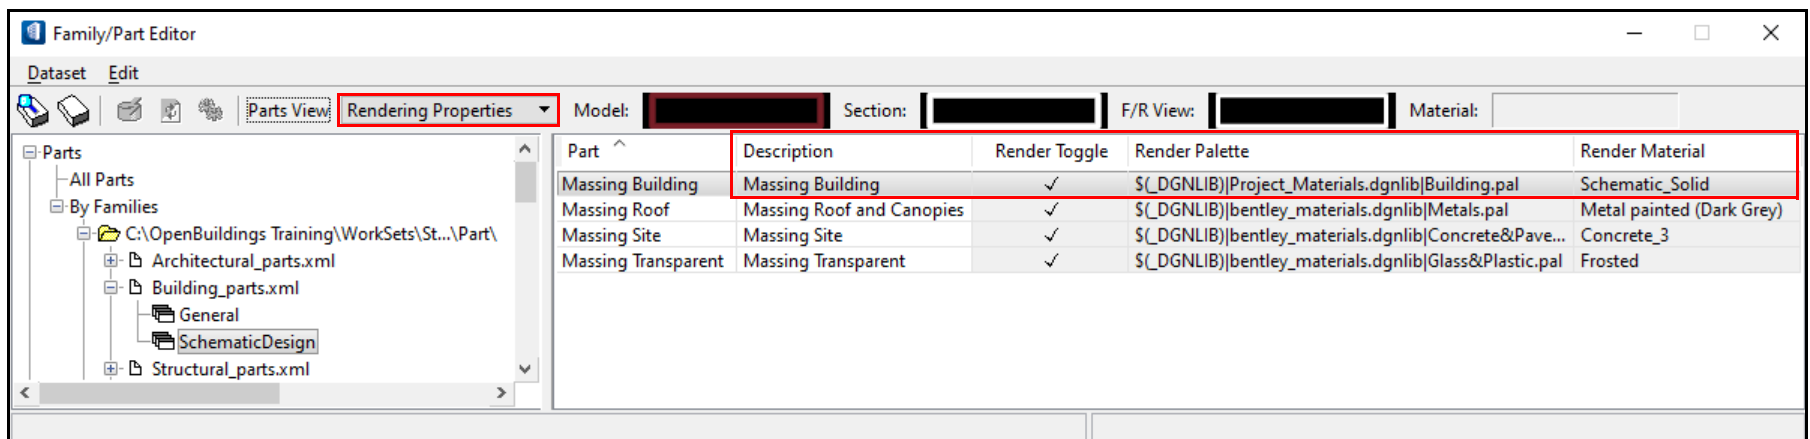 Family/Part Editor
Dataset Edit
Parts View Rendering Properties Model: Section: F/R View: Material:
Parts
All Parts
By Families
C:\OpenBuildings Training\WorkSets\St...\Part\
Architectural_parts.xml
Building_parts.xml
General
SchematicDesign
Structural_parts.xml
Part Description Render Toggle Render Palette Render Material
Massing Building Massing Building ✓ $(_DGNLIB)|Project_Materials.dgnlib|Building.pal Schematic_Solid
Massing Roof Massing Roof and Canopies ✓ $(_DGNLIB)|bentley_materials.dgnlib|Metals.pal Metal painted (Dark Grey)
Massing Site Massing Site ✓ $(_DGNLIB)|bentley_materials.dgnlib|Concrete&Pave... Concrete_3
Massing Transparent Massing Transparent ✓ $(_DGNLIB)|bentley_materials.dgnlib|Glass&Plastic.pal Frosted